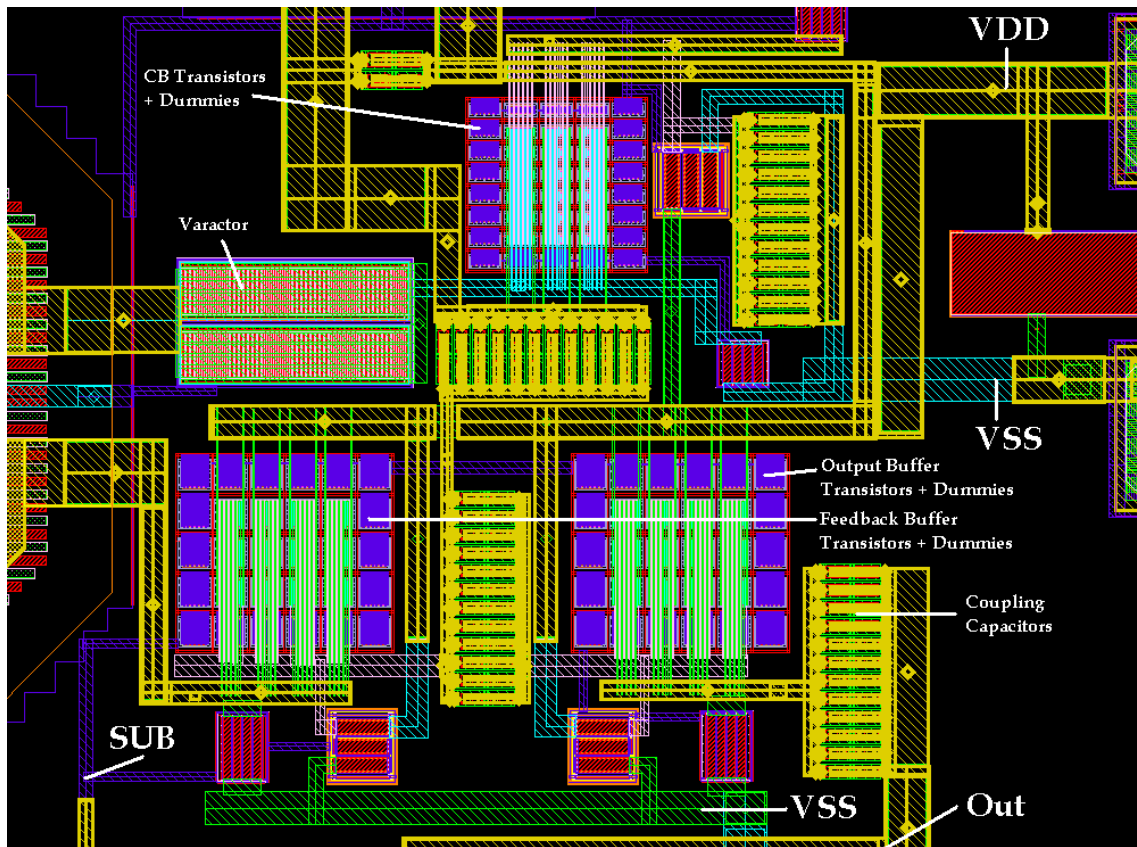 VDD
CB Transistors
+ Dummies
Varactor
VSS
Output Buffer
Transistors + Dummies
Feedback Buffer
Transistors + Dummies
Coupling
Capacitors
SUB
VSS
Out